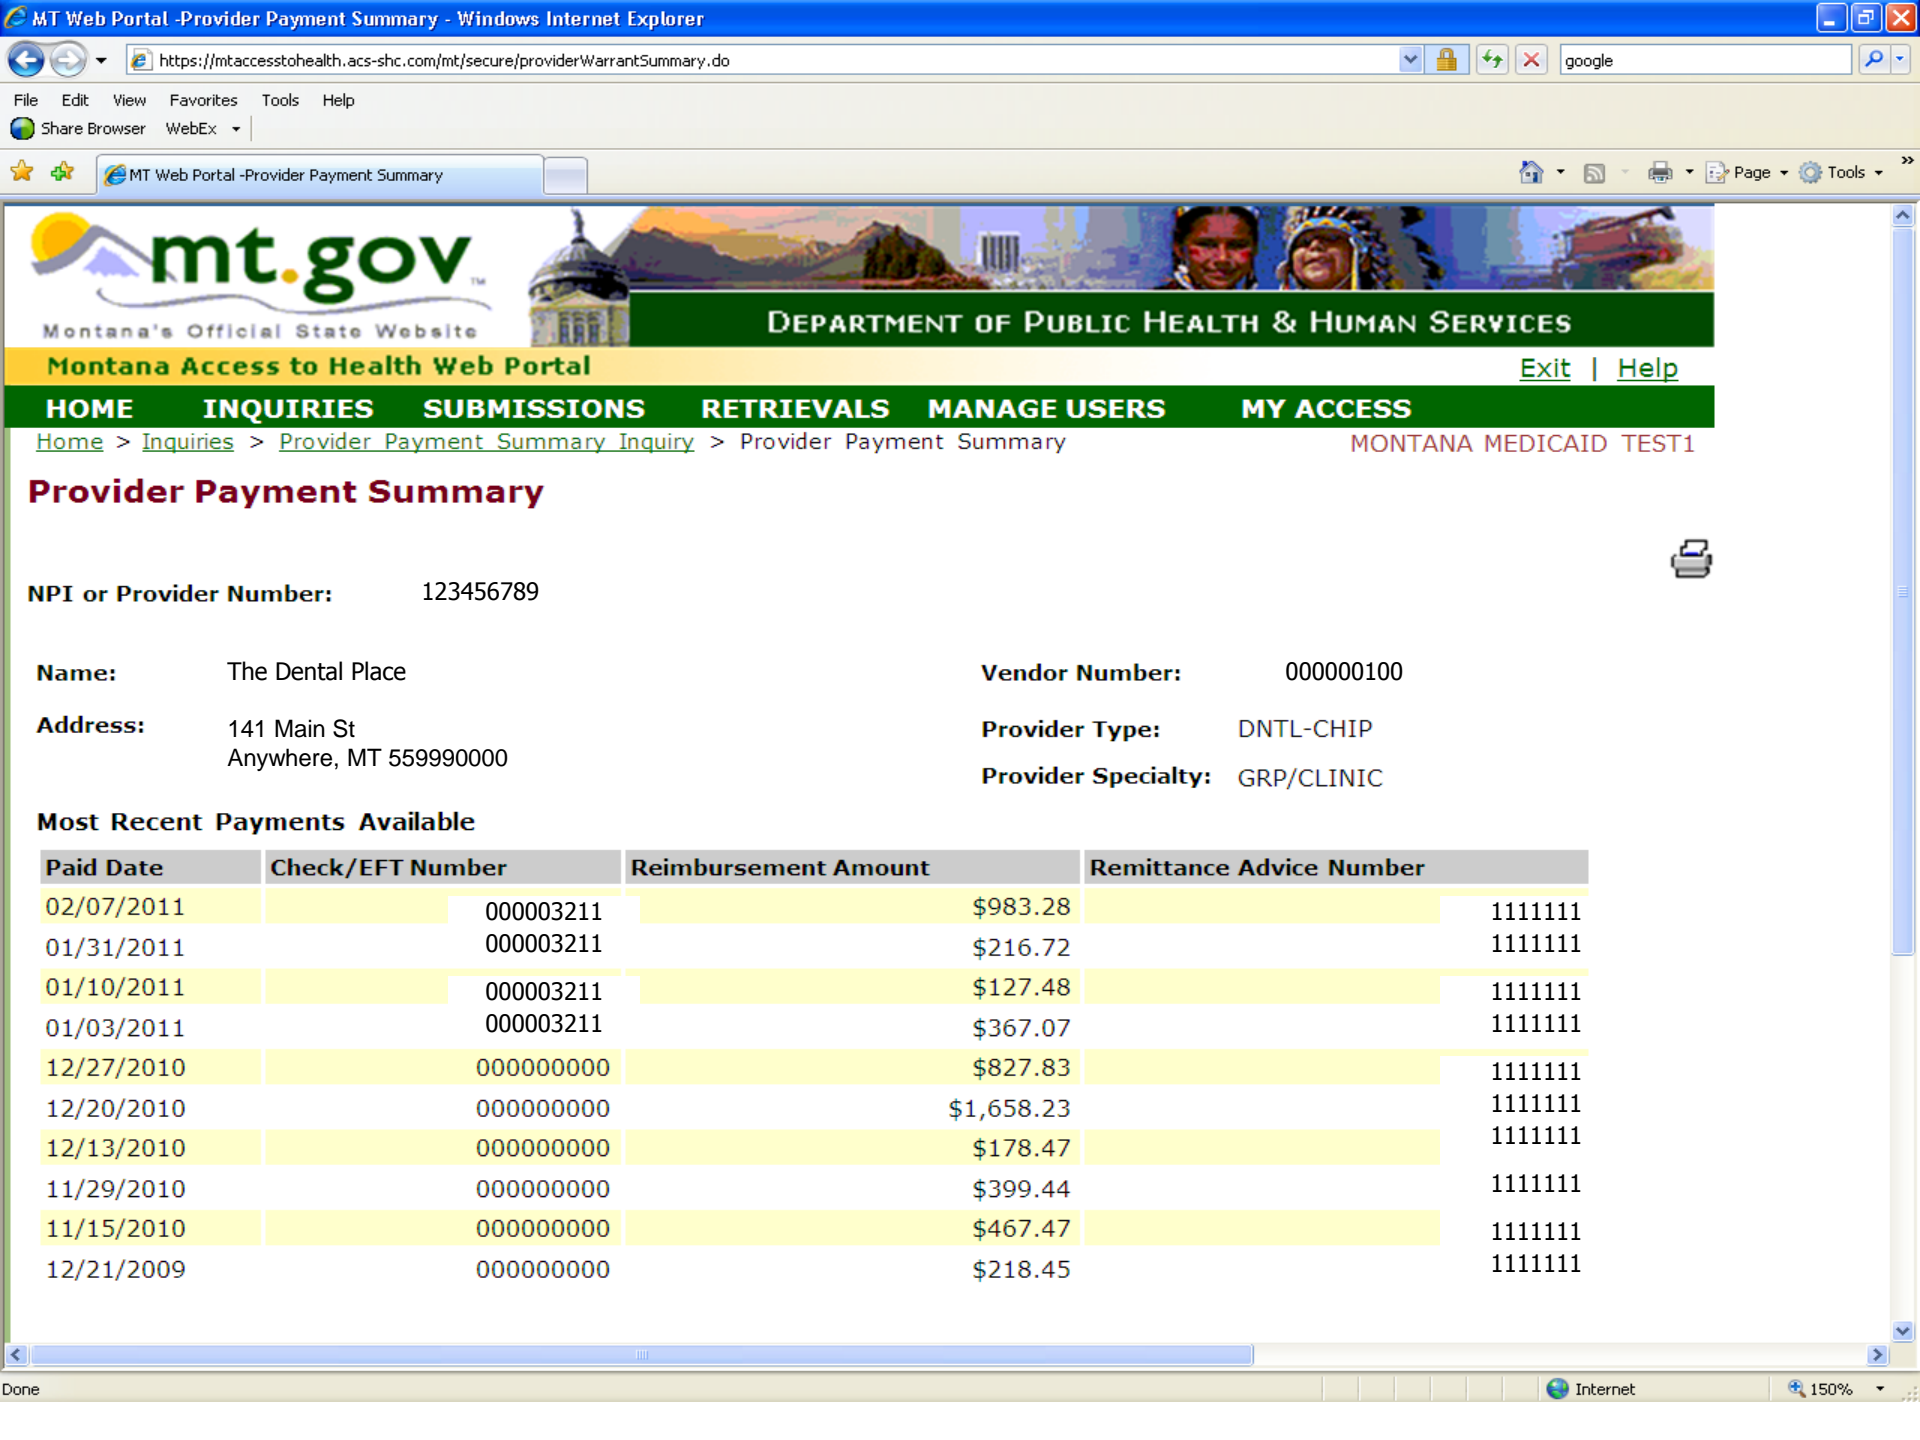 MT Web Portal -Provider Payment Summary - Windows Internet Explorer
https://mtaccesstohealth.acs-shc.com/mt/secure/providerWarrantSummary.do
google
File Edit View Favorites Tools Help
Share Browser WebEx
MT Web Portal -Provider Payment Summary
Page Tools »
mt.gov TM
Montana's Official State Website
DEPARTMENT OF PUBLIC HEALTH & HUMAN SERVICES
Montana Access to Health Web Portal
Exit | Help
HOME INQUIRIES SUBMISSIONS RETRIEVALS MANAGE USERS MY ACCESS
Home > Inquiries > Provider Payment Summary Inquiry > Provider Payment Summary
MONTANA MEDICAID TEST1
Provider Payment Summary
NPI or Provider Number: 123456789
Name: The Dental Place Vendor Number: 000000100
Address: 141 Main St Provider Type: DNTL-CHIP
Anywhere, MT 559990000
Provider Specialty: GRP/CLINIC
Most Recent Payments Available
Paid Date Check/EFT Number Reimbursement Amount Remittance Advice Number
02/07/2011 000003211 $983.28 1111111
01/31/2011 000003211 $216.72 1111111
01/10/2011 000003211 $127.48 1111111
01/03/2011 000003211 $367.07 1111111
12/27/2010 000000000 $827.83 1111111
12/20/2010 000000000 $1,658.23 1111111
12/13/2010 000000000 $178.47 1111111
11/29/2010 000000000 $399.44 1111111
11/15/2010 000000000 $467.47 1111111
12/21/2009 000000000 $218.45 1111111
Done
Internet
150%